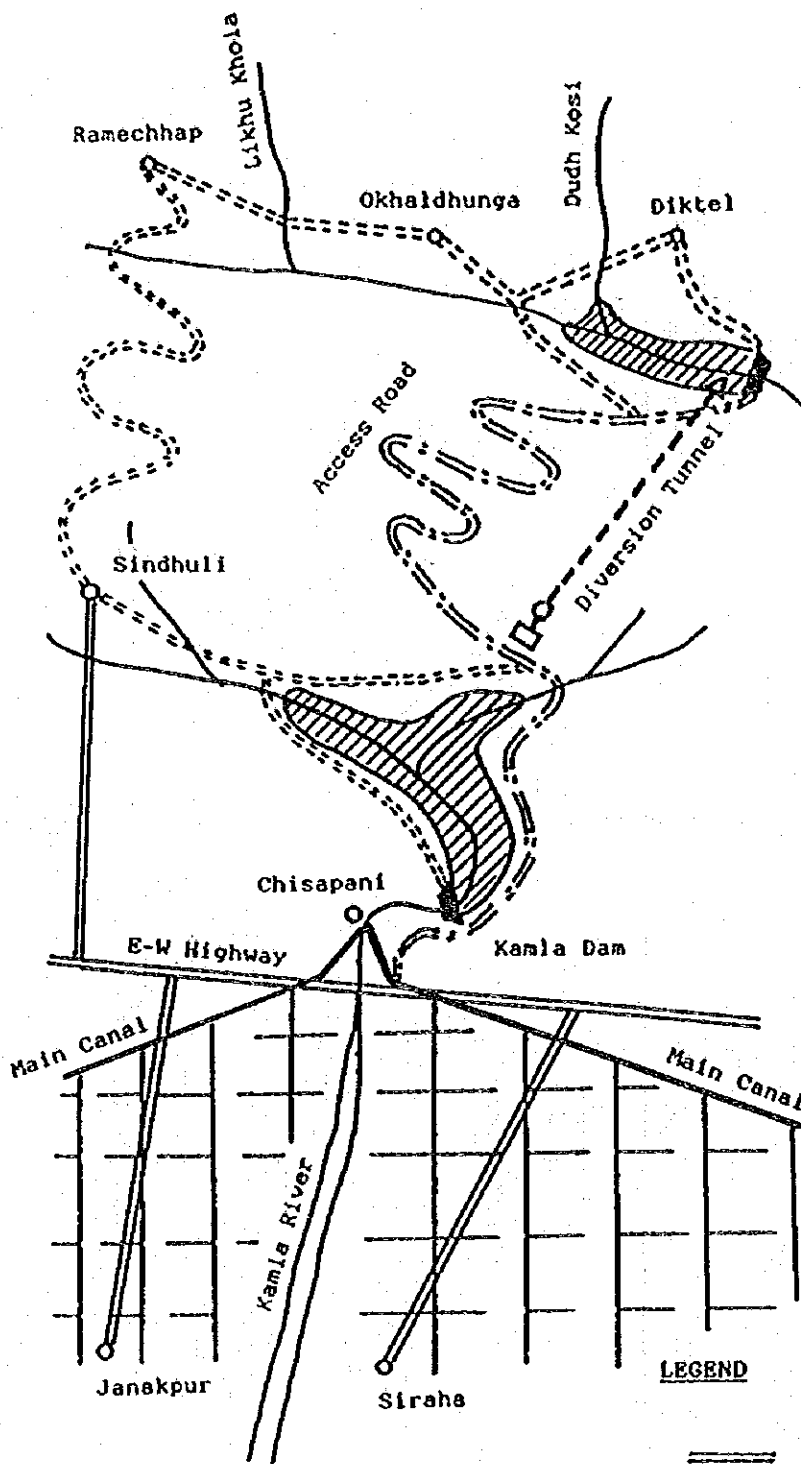 Likhu Khola
Ramechhap
Okhaldhunga
Dudh Kosi
Diktel
Access Road
Diversion Tunnel
Sindhuli
Chisapani
E-W Highway
Kamla Dam
Main Canal
Main Canal
Kamla River
Janakpur
Siraha
LEGEND